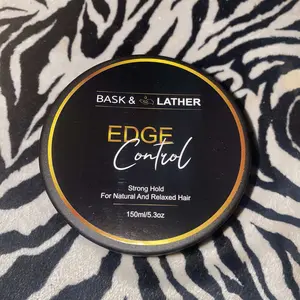 BASK & LATHER
EDGE
Control
Strong Hold
For Natural And Relaxed Hair
150ml/5.3oz